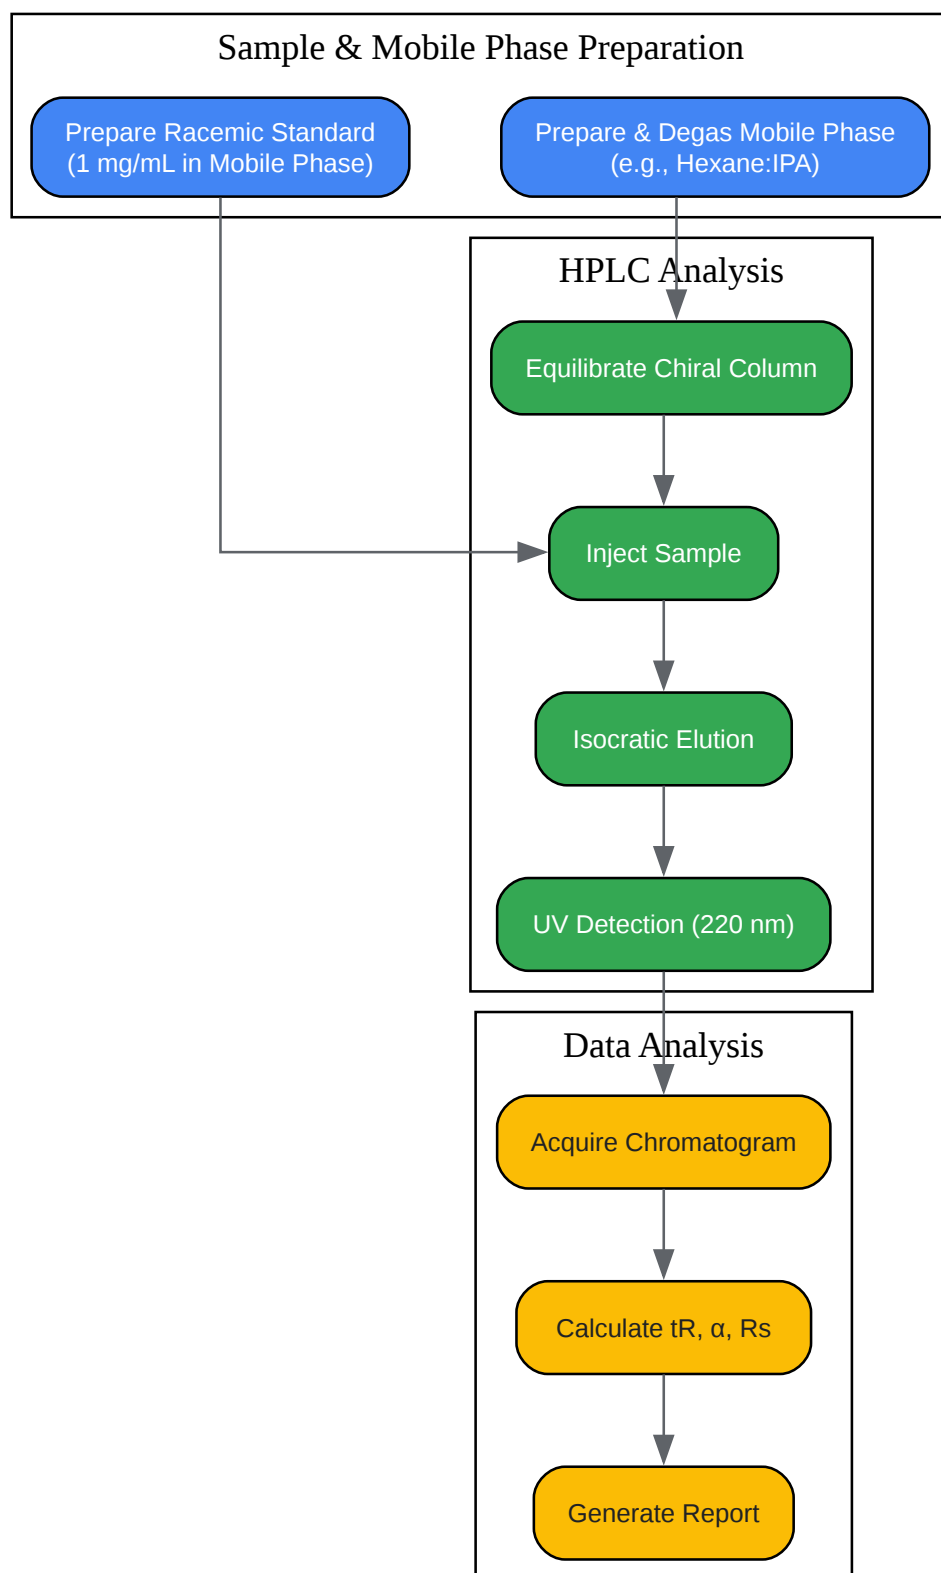 Sample & Mobile Phase Preparation
Prepare Racemic Standard
(1 mg/mL in Mobile Phase)
Prepare & Degas Mobile Phase
(e.g., Hexane:IPA)
HPLC Analysis
Equilibrate Chiral Column
Inject Sample
Isocratic Elution
UV Detection (220 nm)
Data Analysis
Acquire Chromatogram
Calculate tR, α, Rs
Generate Report